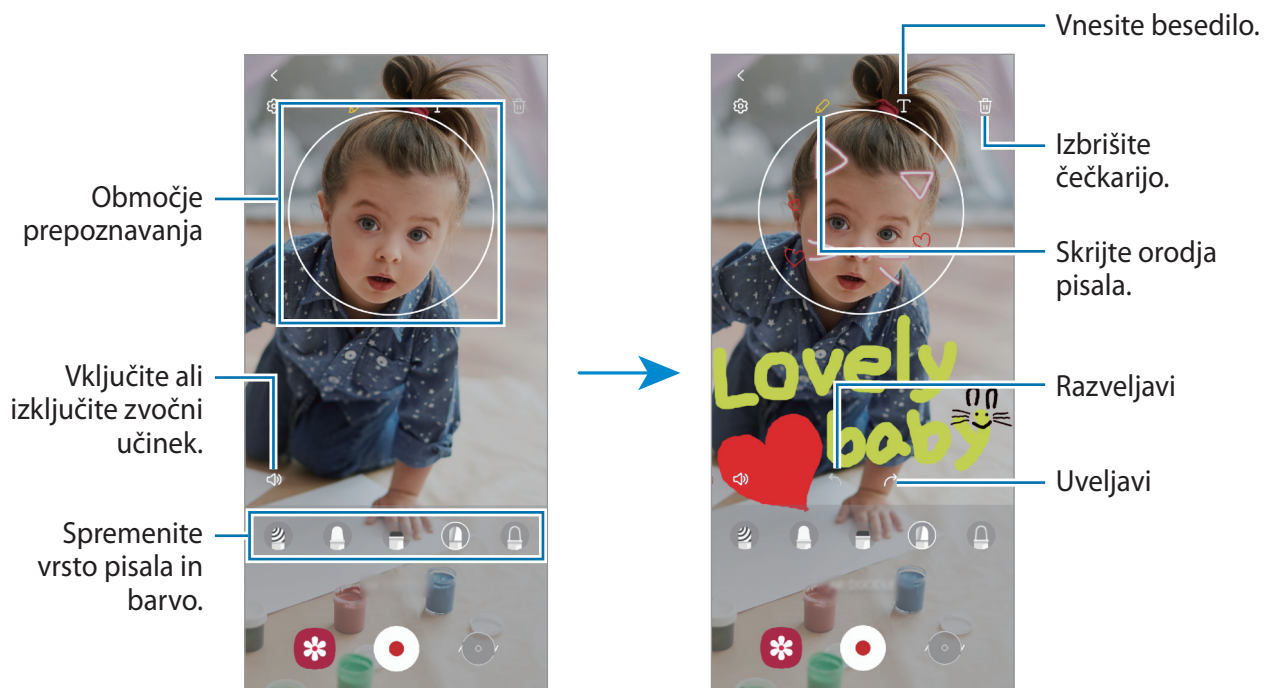 Vnesite besedilo.
Izbrišite
čečkarijo.
Območje
prepoznavanja
Skrijte orodja
pisala.
Vključite ali
izključite zvočni
učinek.
Razveljavi
Uveljavi
Spremenite
vrsto pisala in
barvo.
T
Lovely
baby